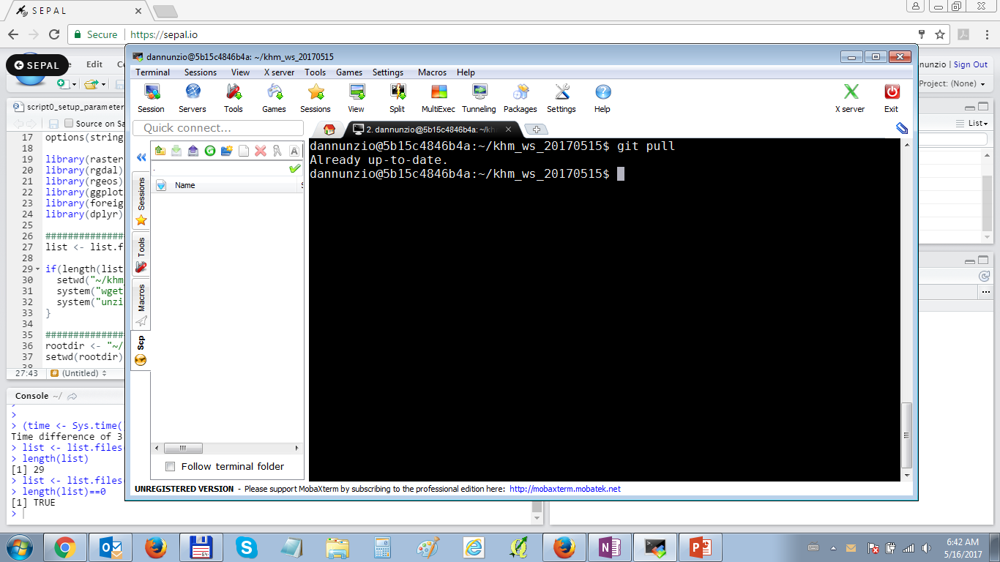 S E P A L
Secure
https://sepal.io
SEPAL
Edit
nnunzio | Sign Out
Project: (None)
script0_setup_parameter
Source on Sa
List
17 options(string
18
19 library(raster
20 library(rgdal)
21 library(rgeos)
22 library(ggplot
23 library(foreig
24 library(dplyr)
25
26 ##############
27 list <- list.f
28
29 if(length(list
30 setwd("~/khm_
31 system("wget
32 system("unzi
33 }
34
35 ##############
36 rootdir <- "~/
37 setwd(rootdir)
38
27:43 (Untitled)
Console ~/
>
>
> (time <- Sys.time()
Time difference of 3
> list <- list.files(
> length(list)
[1] 29
> list <- list.files(
> length(list)==0
[1] TRUE
>
dannunzio@5b15c4846b4a: ~/khm_ws_20170515
Terminal Sessions View X server Tools Games Settings Macros Help
Session Servers Tools Games Sessions View Split MultiExec Tunneling Packages Settings Help X server Exit
Quick connect...
2. dannunzio@5b15c4846b4a: ~/kh
Name
Sessions
Tools
Macros
Scp
dannunzio@5b15c4846b4a:~/khm_ws_20170515$ git pull
Already up-to-date.
dannunzio@5b15c4846b4a:~/khm_ws_20170515$
Follow terminal folder
UNREGISTERED VERSION - Please support MobaXterm by subscribing to the professional edition here: http://mobaxterm.mobatek.net
64
6:42 AM
5/16/2017